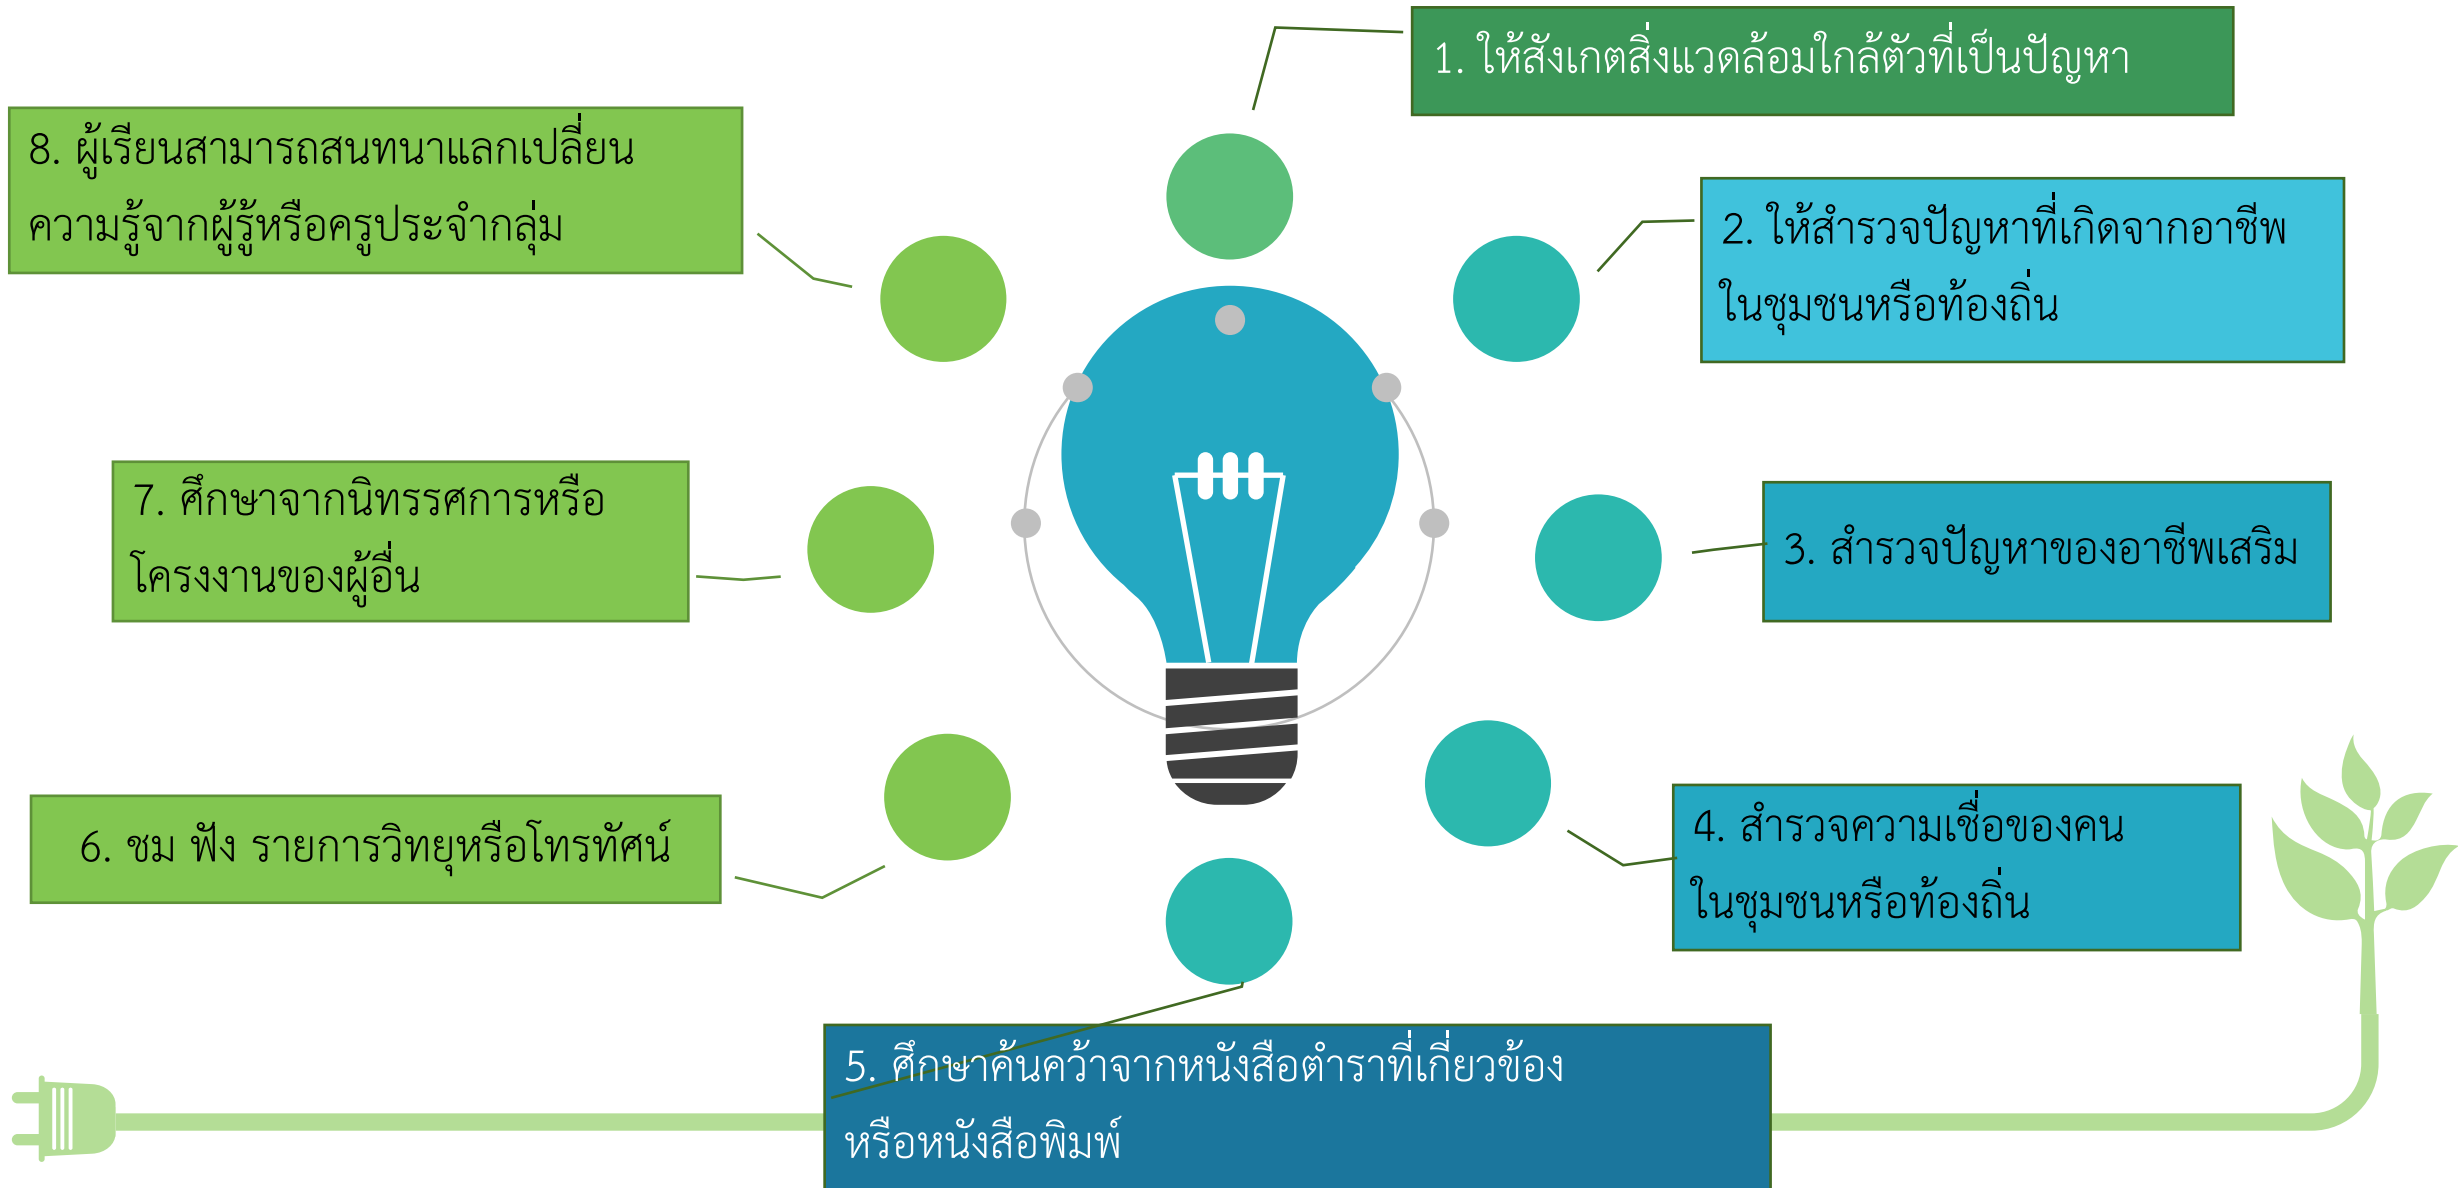 1. ให้สังเกตสิ่งแวดล้อมใกล้ตัวที่เป็นปัญหา
2. ให้สำรวจปัญหาที่เกิดจากอาชีพ
ในชุมชนหรือท้องถิ่น
3. สำรวจปัญหาของอาชีพเสริม
4. สำรวจความเชื่อของคน
ในชุมชนหรือท้องถิ่น
5. ศึกษาค้นคว้าจากหนังสือตำราที่เกี่ยวข้อง
หรือหนังสือพิมพ์
6. ชม ฟัง รายการวิทยุหรือโทรทัศน์
7. ศึกษาจากนิทรรศการหรือ
โครงงานของผู้อื่น
8. ผู้เรียนสามารถสนทนาแลกเปลี่ยน
ความรู้จากผู้รู้หรือครูประจำกลุ่ม